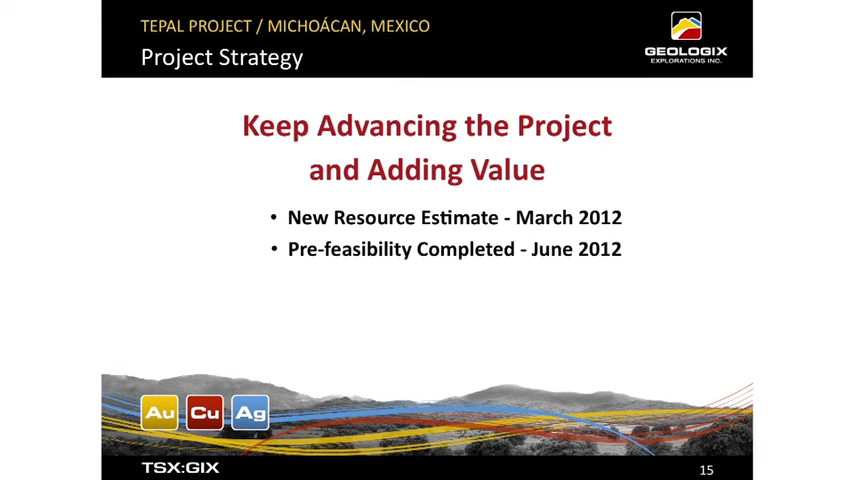 TEPAL PROJECT / MICHOÁCAN, MEXICO
Project Strategy
GEOLOGIX
EXPLORATIONS INC.
Keep Advancing the Project
and Adding Value
• New Resource Estimate - March 2012
• Pre-feasibility Completed - June 2012
Au Cu Ag
TSX:GIX
15